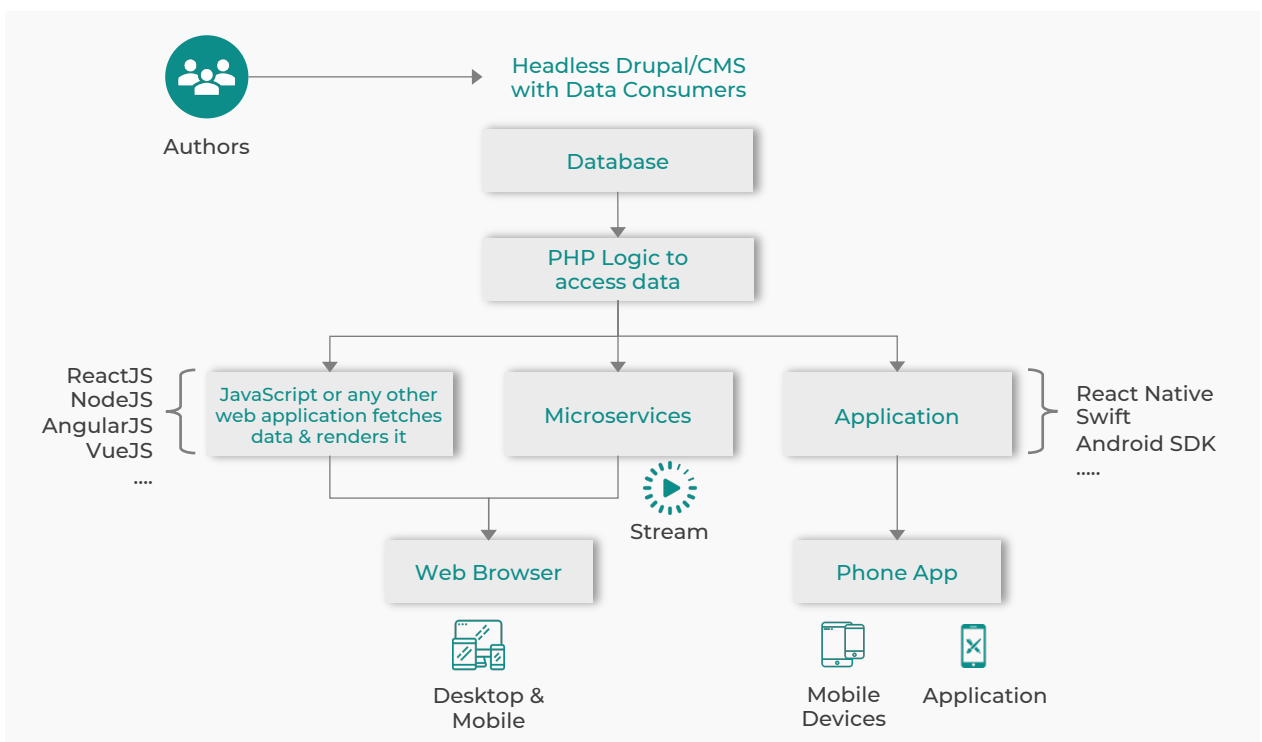 Headless Drupal/CMS
with Data Consumers
Authors
Database
PHP Logic to
access data
ReactJS
NodeJS
AngularJS
VueJS
....
JavaScript or any other
web application fetches
data & renders it
Microservices
Application
React Native
Swift
Android SDK
.....
Stream
Web Browser
Phone App
Desktop &
Mobile
Mobile
Devices
Application